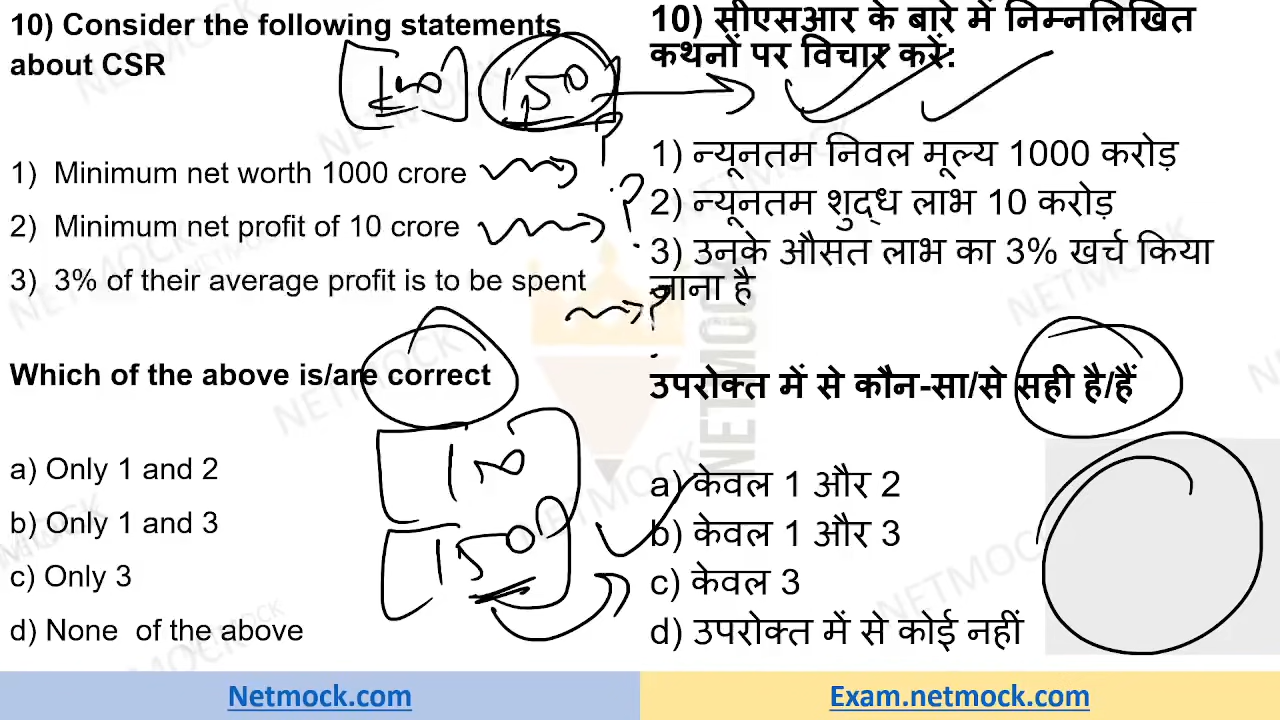 10) Consider the following statements
about CSR
1) Minimum net worth 1000 crore
2) Minimum net profit of 10 crore
3) 3% of their average profit is to be spent
Which of the above is/are correct
a) Only 1 and 2
b) Only 1 and 3
c) Only 3
d) None of the above
10) सीएसआर के बारे में निम्नलिखित
कथनों पर विचार करें:
1) न्यूनतम निवल मूल्य 1000 करोड़
2) न्यूनतम शुद्ध लाभ 10 करोड़
3) उनके औसत लाभ का 3% खर्च किया
जाना है
उपरोक्त में से कौन-सा/से सही है/हैं
a) केवल 1 और 2
b) केवल 1 और 3
c) केवल 3
d) उपरोक्त में से कोई नहीं
150
150
NETMOCK
Netmock.com
Exam.netmock.com